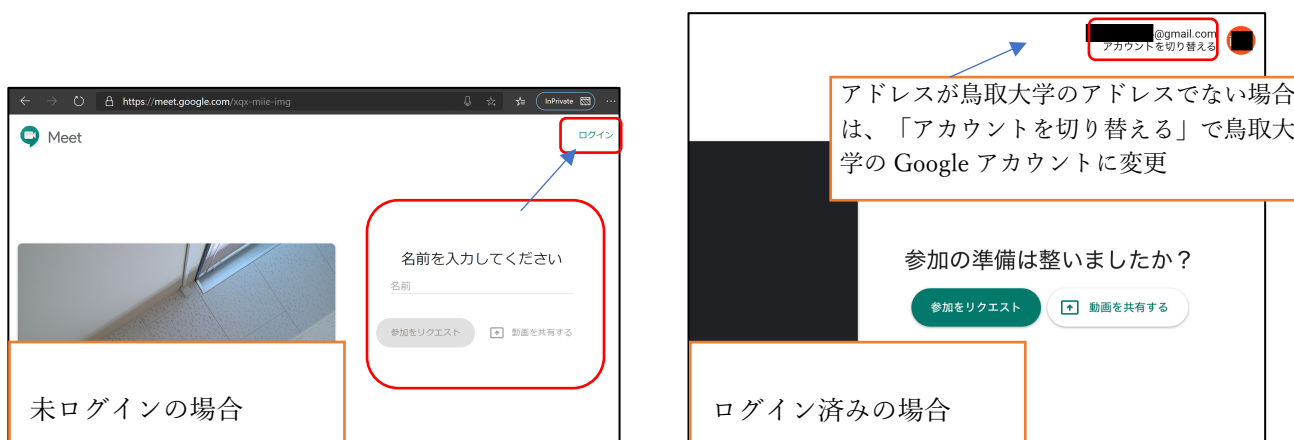 https://meet.google.com/xqx-miie-img
InPrivate
Meet
ログイン
名前を入力してください
名前
参加をリクエスト
動画を共有する
未ログインの場合
@gmail.com
アカウントを切り替える
アドレスが鳥取大学のアドレスでない場合
は、「アカウントを切り替える」で鳥取大
学の Google アカウントに変更
参加の準備は整いましたか？
参加をリクエスト
動画を共有する
ログイン済みの場合